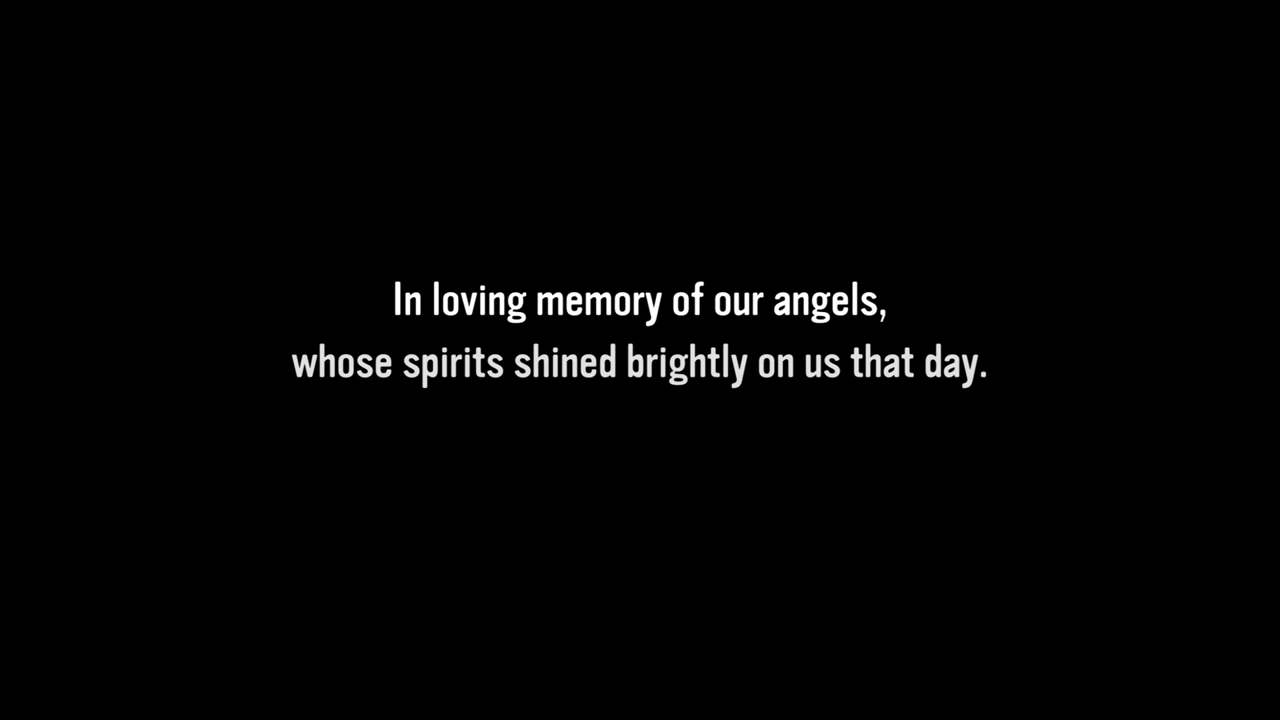 In loving memory of our angels,
whose spirits shined brightly on us that day.